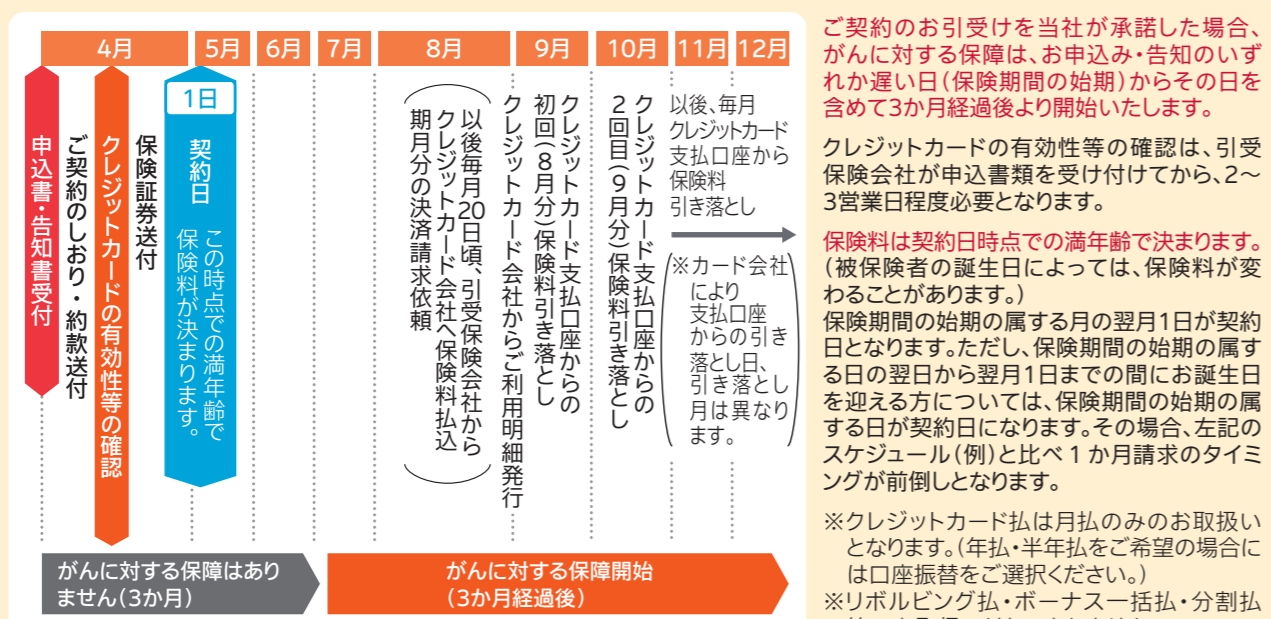 4月 5月 6月 7月 8月 9月 10月 11月 12月
申込書・告知書受付
ご契約のしおり・約款送付
クレジットカードの有効性等の確認
保険証券送付
1日
契約日
この時点での満年齢で
保険料が決まります。
以後毎月20日頃、引受保険会社から
クレジットカード会社へ保険料払込
期月分の決済請求依頼
クレジットカード会社からご利用明細発行
クレジットカード支払口座からの
初回(8月分)保険料引き落とし
クレジットカード支払口座からの
2回目(9月分)保険料引き落とし
以後、毎月
クレジットカード
支払口座から
保険料
引き落とし
※カード会社
により
支払口座
からの引き
落とし日、
引き落とし
月は異なり
ます。
がんに対する保障はあり
ません(3か月)
がんに対する保障開始
(3か月経過後)
ご契約のお引受けを当社が承諾した場合、
がんに対する保障は、お申込み・告知のいず
れか遅い日(保険期間の始期)からその日を
含めて3か月経過後より開始いたします。
クレジットカードの有効性等の確認は、引受
保険会社が申込書類を受け付けてから、2〜
3営業日程度必要となります。
保険料は契約日時点での満年齢で決まります。
(被保険者の誕生日によっては、保険料が変
わることがあります。)
保険期間の始期の属する月の翌月1日が契約
日となります。ただし、保険期間の始期の属す
る日の翌日から翌月1日までの間にお誕生日
を迎える方については、保険期間の始期の属
する日が契約日になります。その場合、左記の
スケジュール(例)と比べ1か月請求のタイミ
ングが前倒しとなります。
※クレジットカード払は月払のみのお取扱い
となります。(年払・半年払をご希望の場合に
は口座振替をご選択ください。)
※リボルビング払・ボーナス一括払・分割払